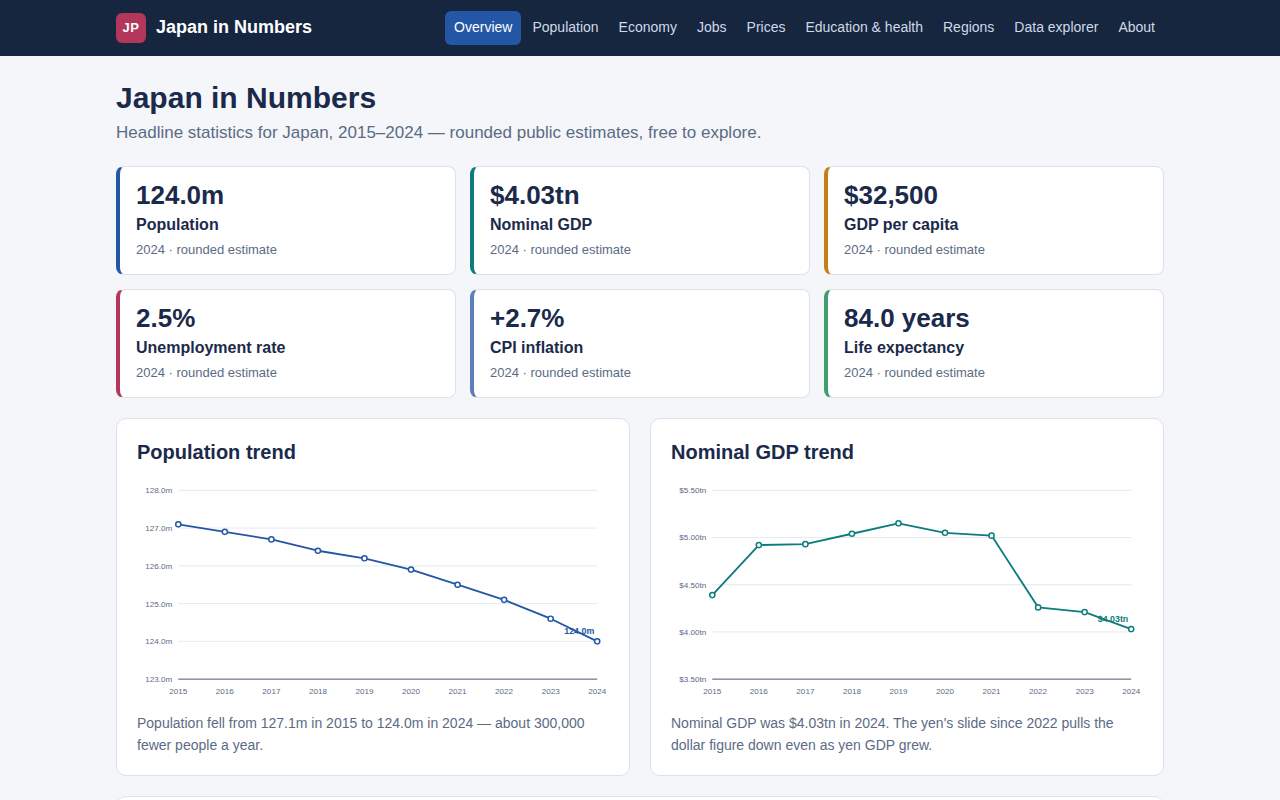 JP Japan in Numbers
Overview Population Economy Jobs Prices Education & health Regions Data explorer About
Japan in Numbers
Headline statistics for Japan, 2015–2024 — rounded public estimates, free to explore.
124.0m
Population
2024 · rounded estimate
$4.03tn
Nominal GDP
2024 · rounded estimate
$32,500
GDP per capita
2024 · rounded estimate
2.5%
Unemployment rate
2024 · rounded estimate
+2.7%
CPI inflation
2024 · rounded estimate
84.0 years
Life expectancy
2024 · rounded estimate
Population trend
128.0m
127.0m
126.0m
125.0m
124.0m
123.0m
124.0m
2015 2016 2017 2018 2019 2020 2021 2022 2023 2024
Population fell from 127.1m in 2015 to 124.0m in 2024 — about 300,000
fewer people a year.
Nominal GDP trend
$5.50tn
$5.00tn
$4.50tn
$4.00tn
$3.50tn
$4.03tn
2015 2016 2017 2018 2019 2020 2021 2022 2023 2024
Nominal GDP was $4.03tn in 2024. The yen's slide since 2022 pulls the
dollar figure down even as yen GDP grew.